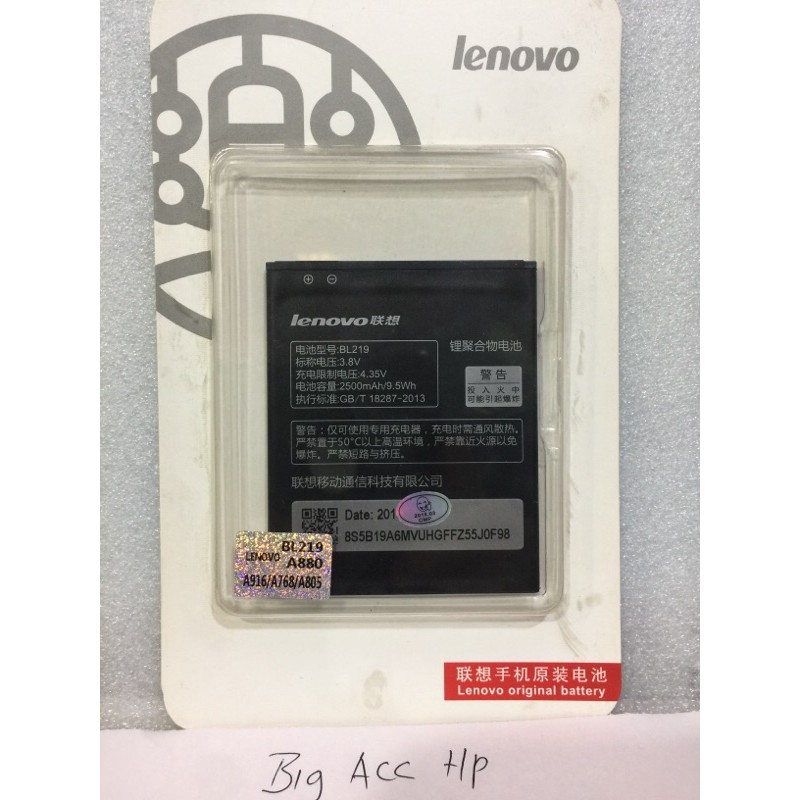 lenovo
lenovo联想
电池型号:BL219
标称电压:3.8V
充电限制电压:4.35V
电池容量:2500mAh/9.5Wh
执行标准:GB/T 18287-2013
锂聚合物电池
警告
投入火中
可能引起爆炸
警告:仅可使用专用充电器，充电时需通风散热。
严禁置于50°C以上高温环境，严禁靠近火源以免
爆炸。严禁短路与挤压。
联想移动通信科技有限公司
Date: 201
8S5B19A6MVUHGFFZ55J0F98
BL219
LENOVO A880
A916/A768/A805
联想手机原装电池
Lenovo original battery
Big Acc Hp